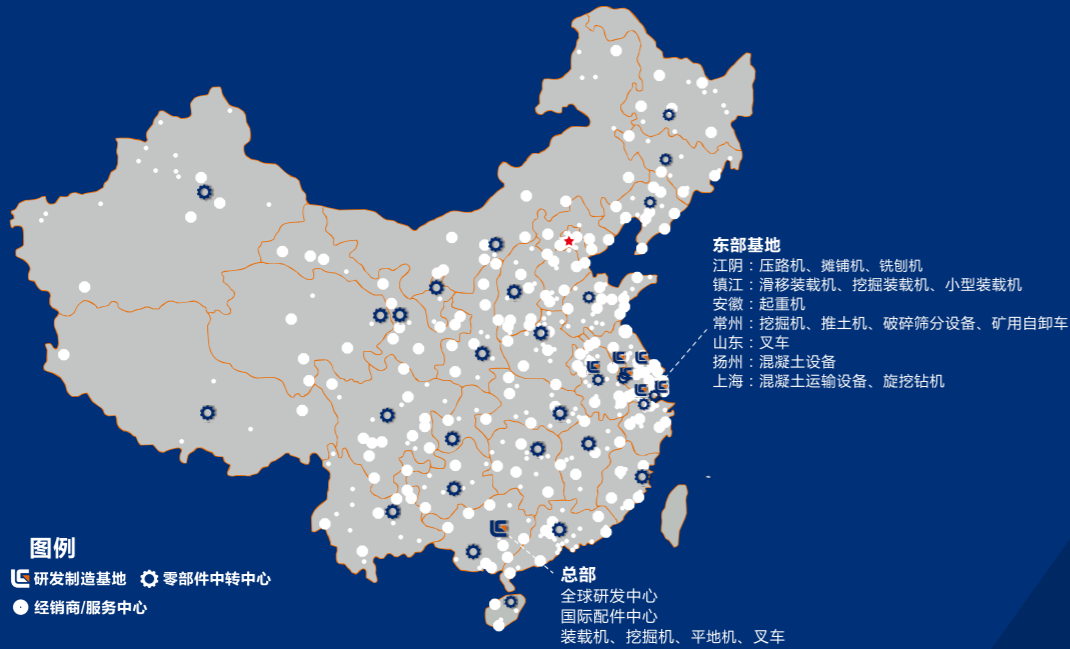 东部基地
江阴：压路机、摊铺机、铣刨机
镇江：滑移装载机、挖掘装载机、小型装载机
安徽：起重机
常州：挖掘机、推土机、破碎筛分设备、矿用自卸车
山东：叉车
扬州：混凝土设备
上海：混凝土运输设备、旋挖钻机
图例
研发制造基地 零部件中转中心
经销商/服务中心
总部
全球研发中心
国际配件中心
装载机、挖掘机、平地机、叉车